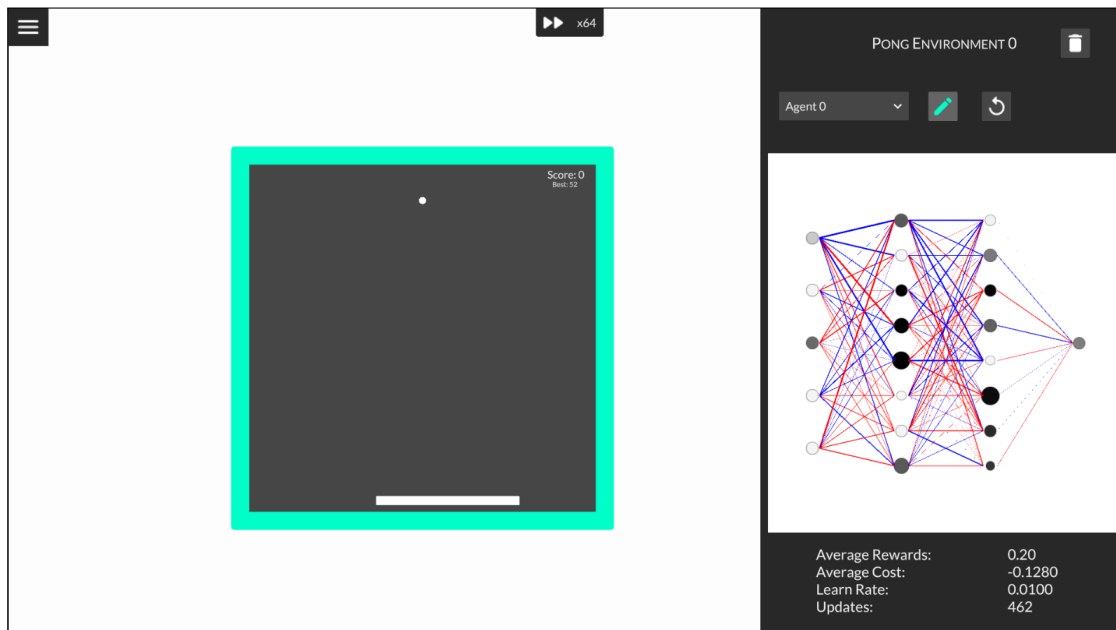 x64
PONG ENVIRONMENT 0
Agent 0
Score: 0
Best: 52
Average Rewards: 0.20
Average Cost: -0.1280
Learn Rate: 0.0100
Updates: 462